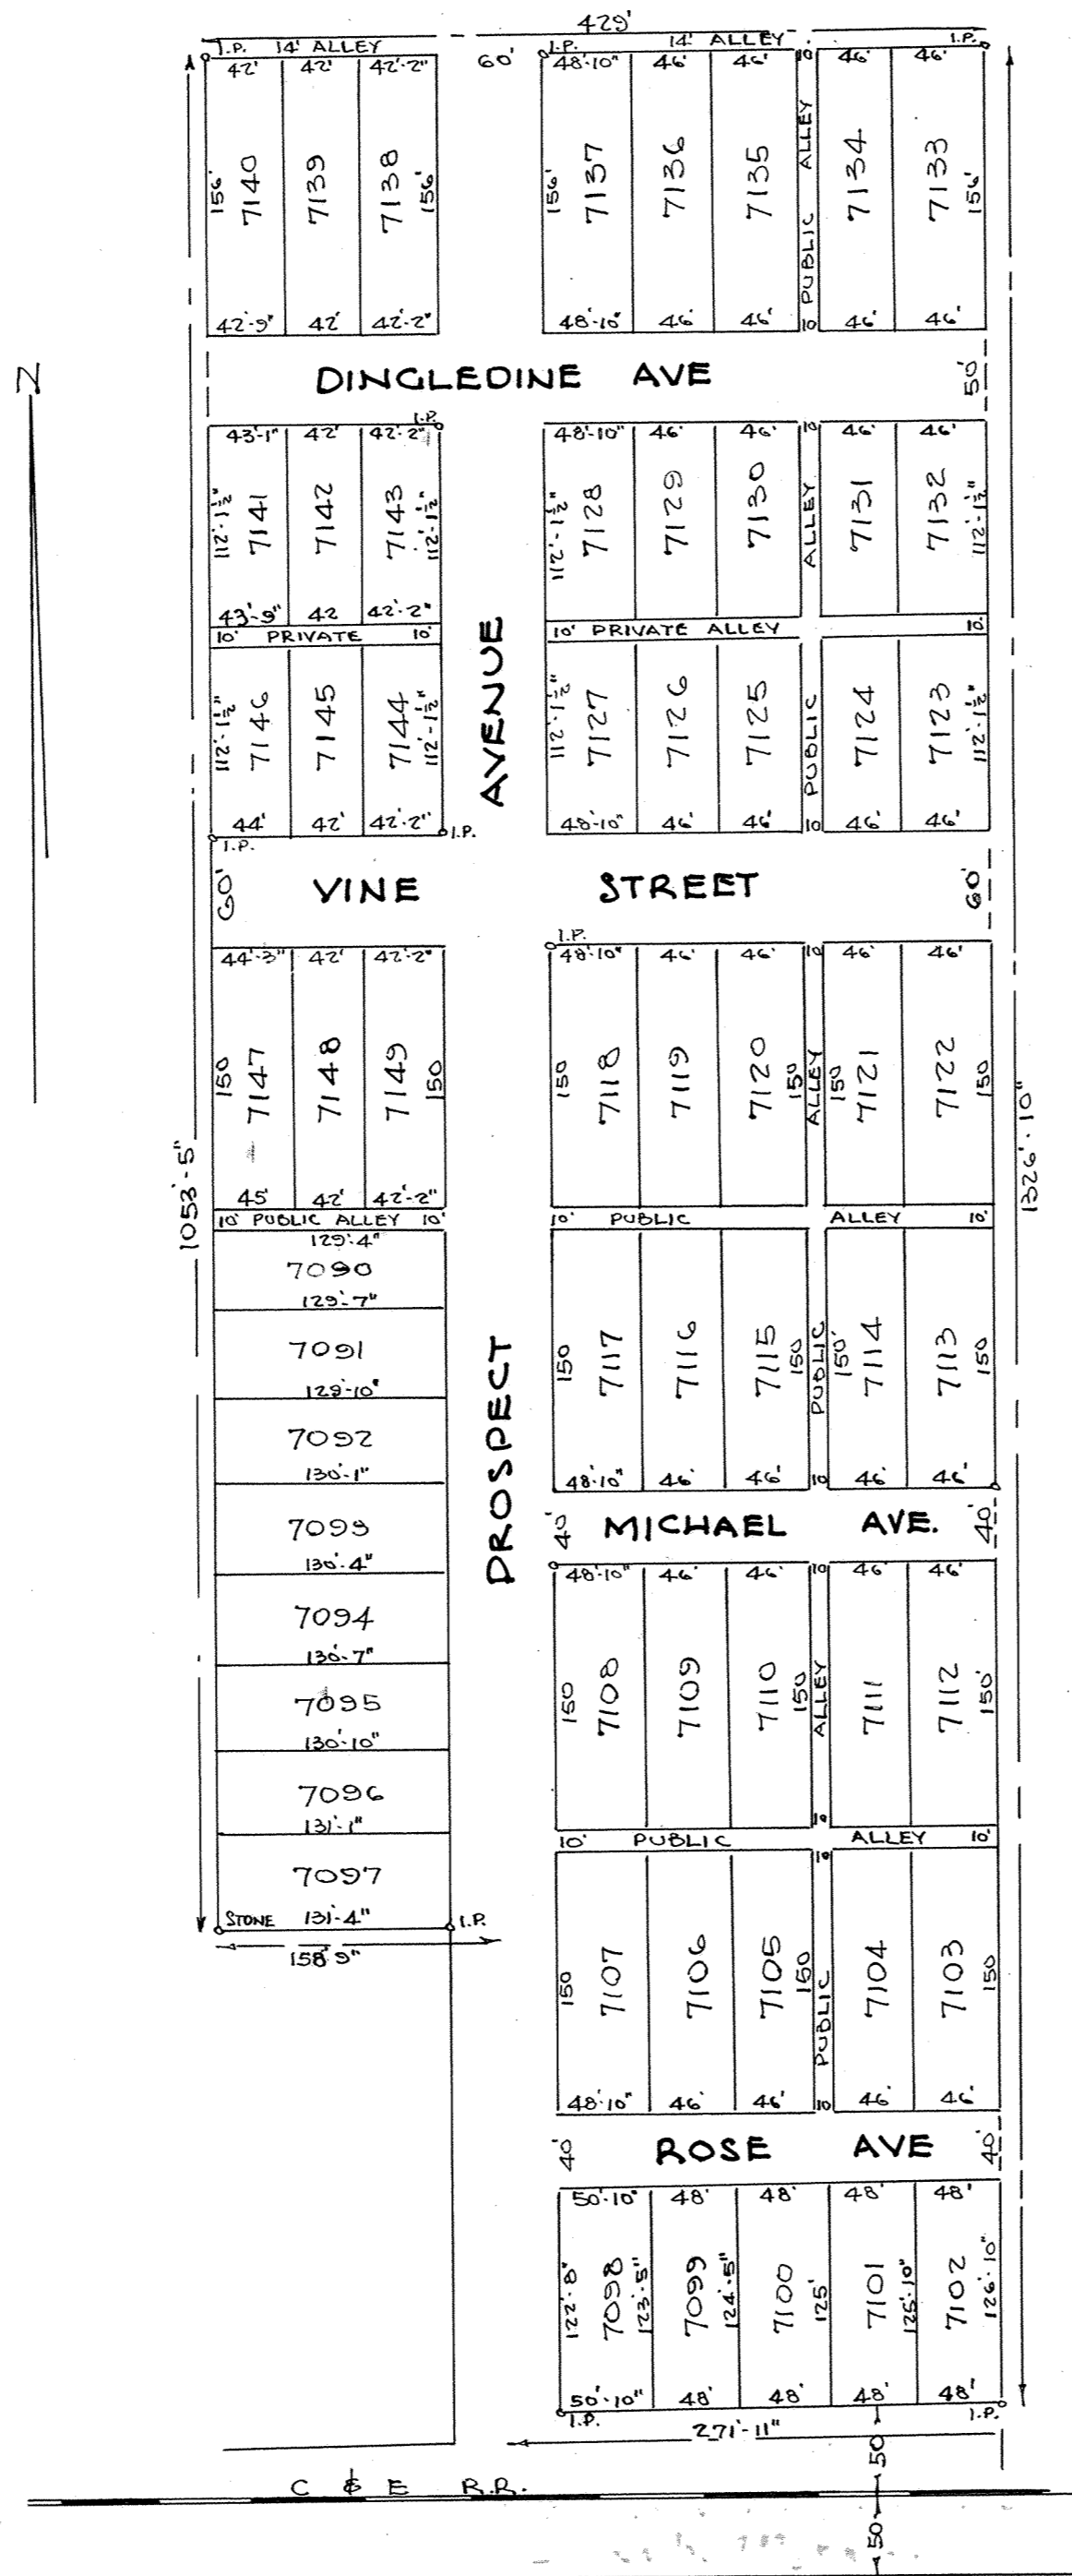 429'
I.P. 14' ALLEY 60' I.P. 14' ALLEY 10 I.P.
42' 42' 42'-2" 48'-10" 46' 46' 46' 46'
156' 7140 7139 7138 156' 156' 7137 7136 7135 PUBLIC ALLEY 7134 7133 156'
42'-9" 42' 42'-2" 48'-10" 46' 46' 10 46' 46'
N
DINGLEDINE AVE 50'
I.P.
43'-1" 42' 42'-2" 48'-10" 46' 46' 10 46' 46'
112'-1½" 7141 7142 7143 112'-1½" 112'-1½" 7128 7129 7130 ALLEY 7131 7132 112'-1½"
43'-9" 42 42'-2"
10' PRIVATE 10' 10' PRIVATE ALLEY 10'
112'-1½" 7146 7145 7144 112'-1½" 112'-1½" 7127 7126 7125 PUBLIC 7124 7123 112'-1½"
44' 42' 42'-2" 48'-10" 46' 46' 10 46' 46'
I.P. I.P.
AVENUE
60' VINE STREET 60'
I.P.
44'-3" 42' 42'-2" 48'-10" 46' 46' 10 46' 46'
150 7147 7148 7149 150 150 7118 7119 7120 150 ALLEY 150 7121 7122 150
45' 42' 42'-2"
1053'-5"
1326'-10"
10' PUBLIC ALLEY 10' 10' PUBLIC ALLEY 10'
129'-4"
7090
129'-7"
7091
129'-10"
7092
130'-1"
7093
130'-4"
7094
130'-7"
7095
130'-10"
7096
131'-1"
7097
STONE 131'-4" I.P.
158'9"
PROSPECT
150 7117 7116 7115 150 PUBLIC 150' 7114 7113 150
48'-10" 46' 46' 10 46' 46'
40' MICHAEL AVE. 40'
48'-10" 46' 46' 10 46' 46'
150 7108 7109 7110 150 ALLEY 7111 7112 150'
10
10' PUBLIC ALLEY 10'
10
150 7107 7106 7105 150 PUBLIC 7104 7103 150
48'-10" 46' 46' 10 46' 46'
40' ROSE AVE 40'
50'-10" 48' 48' 48' 48'
122'-8" 7098 123'-5" 7099 124'-5" 7100 125' 7101 125'-10" 7102 126'-10"
50'-10" 48' 48' 48' 48'
I.P. I.P.
271'-11"
50
C & E R.R.
50